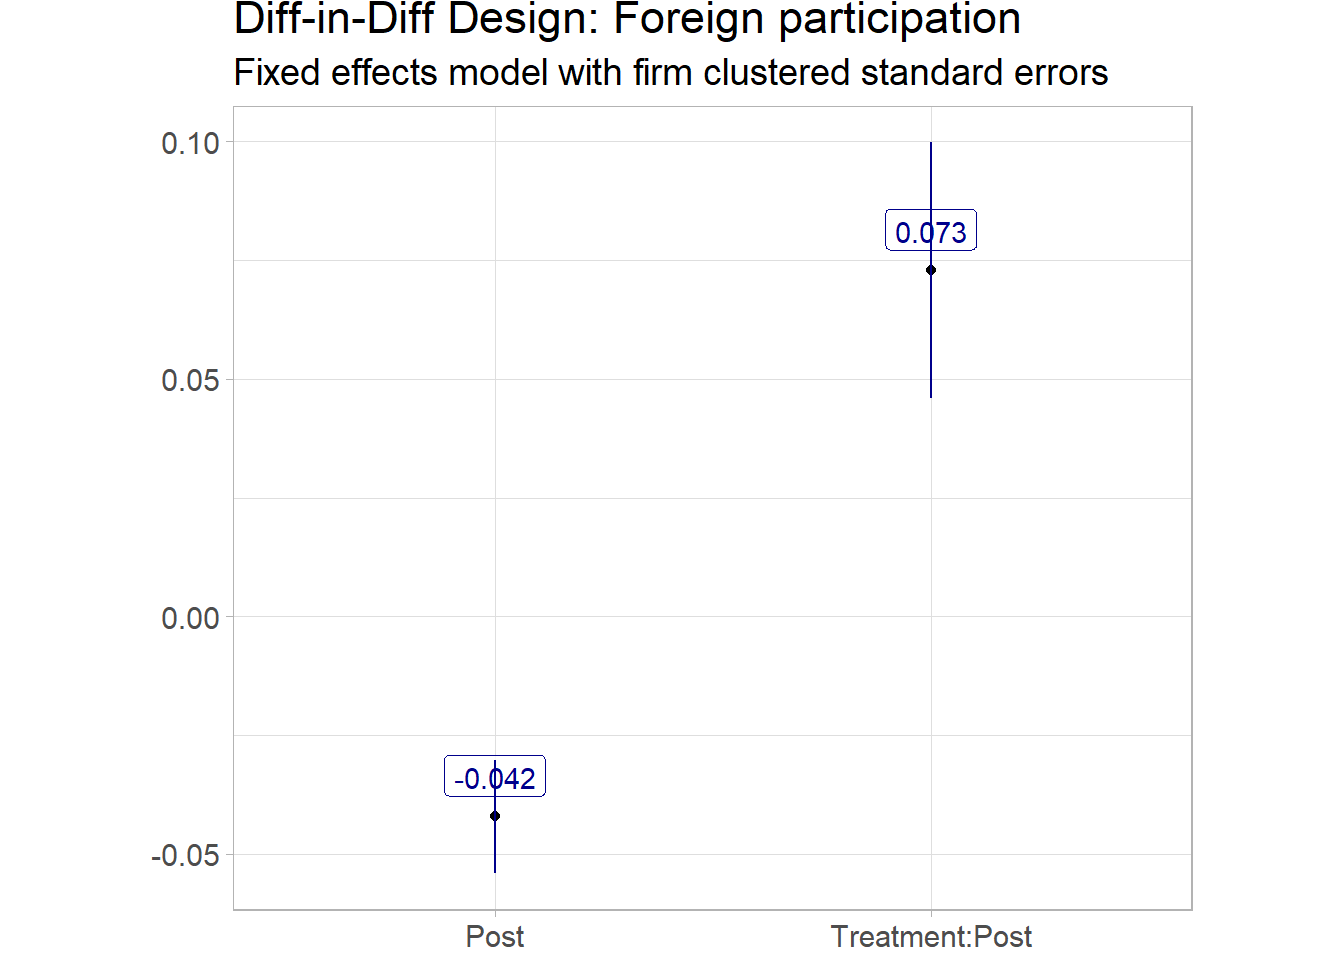 Diff-in-Diff Design: Foreign participation
Fixed effects model with firm clustered standard errors
0.10
0.073
0.05
0.00
-0.042
-0.05
Post
Treatment:Post